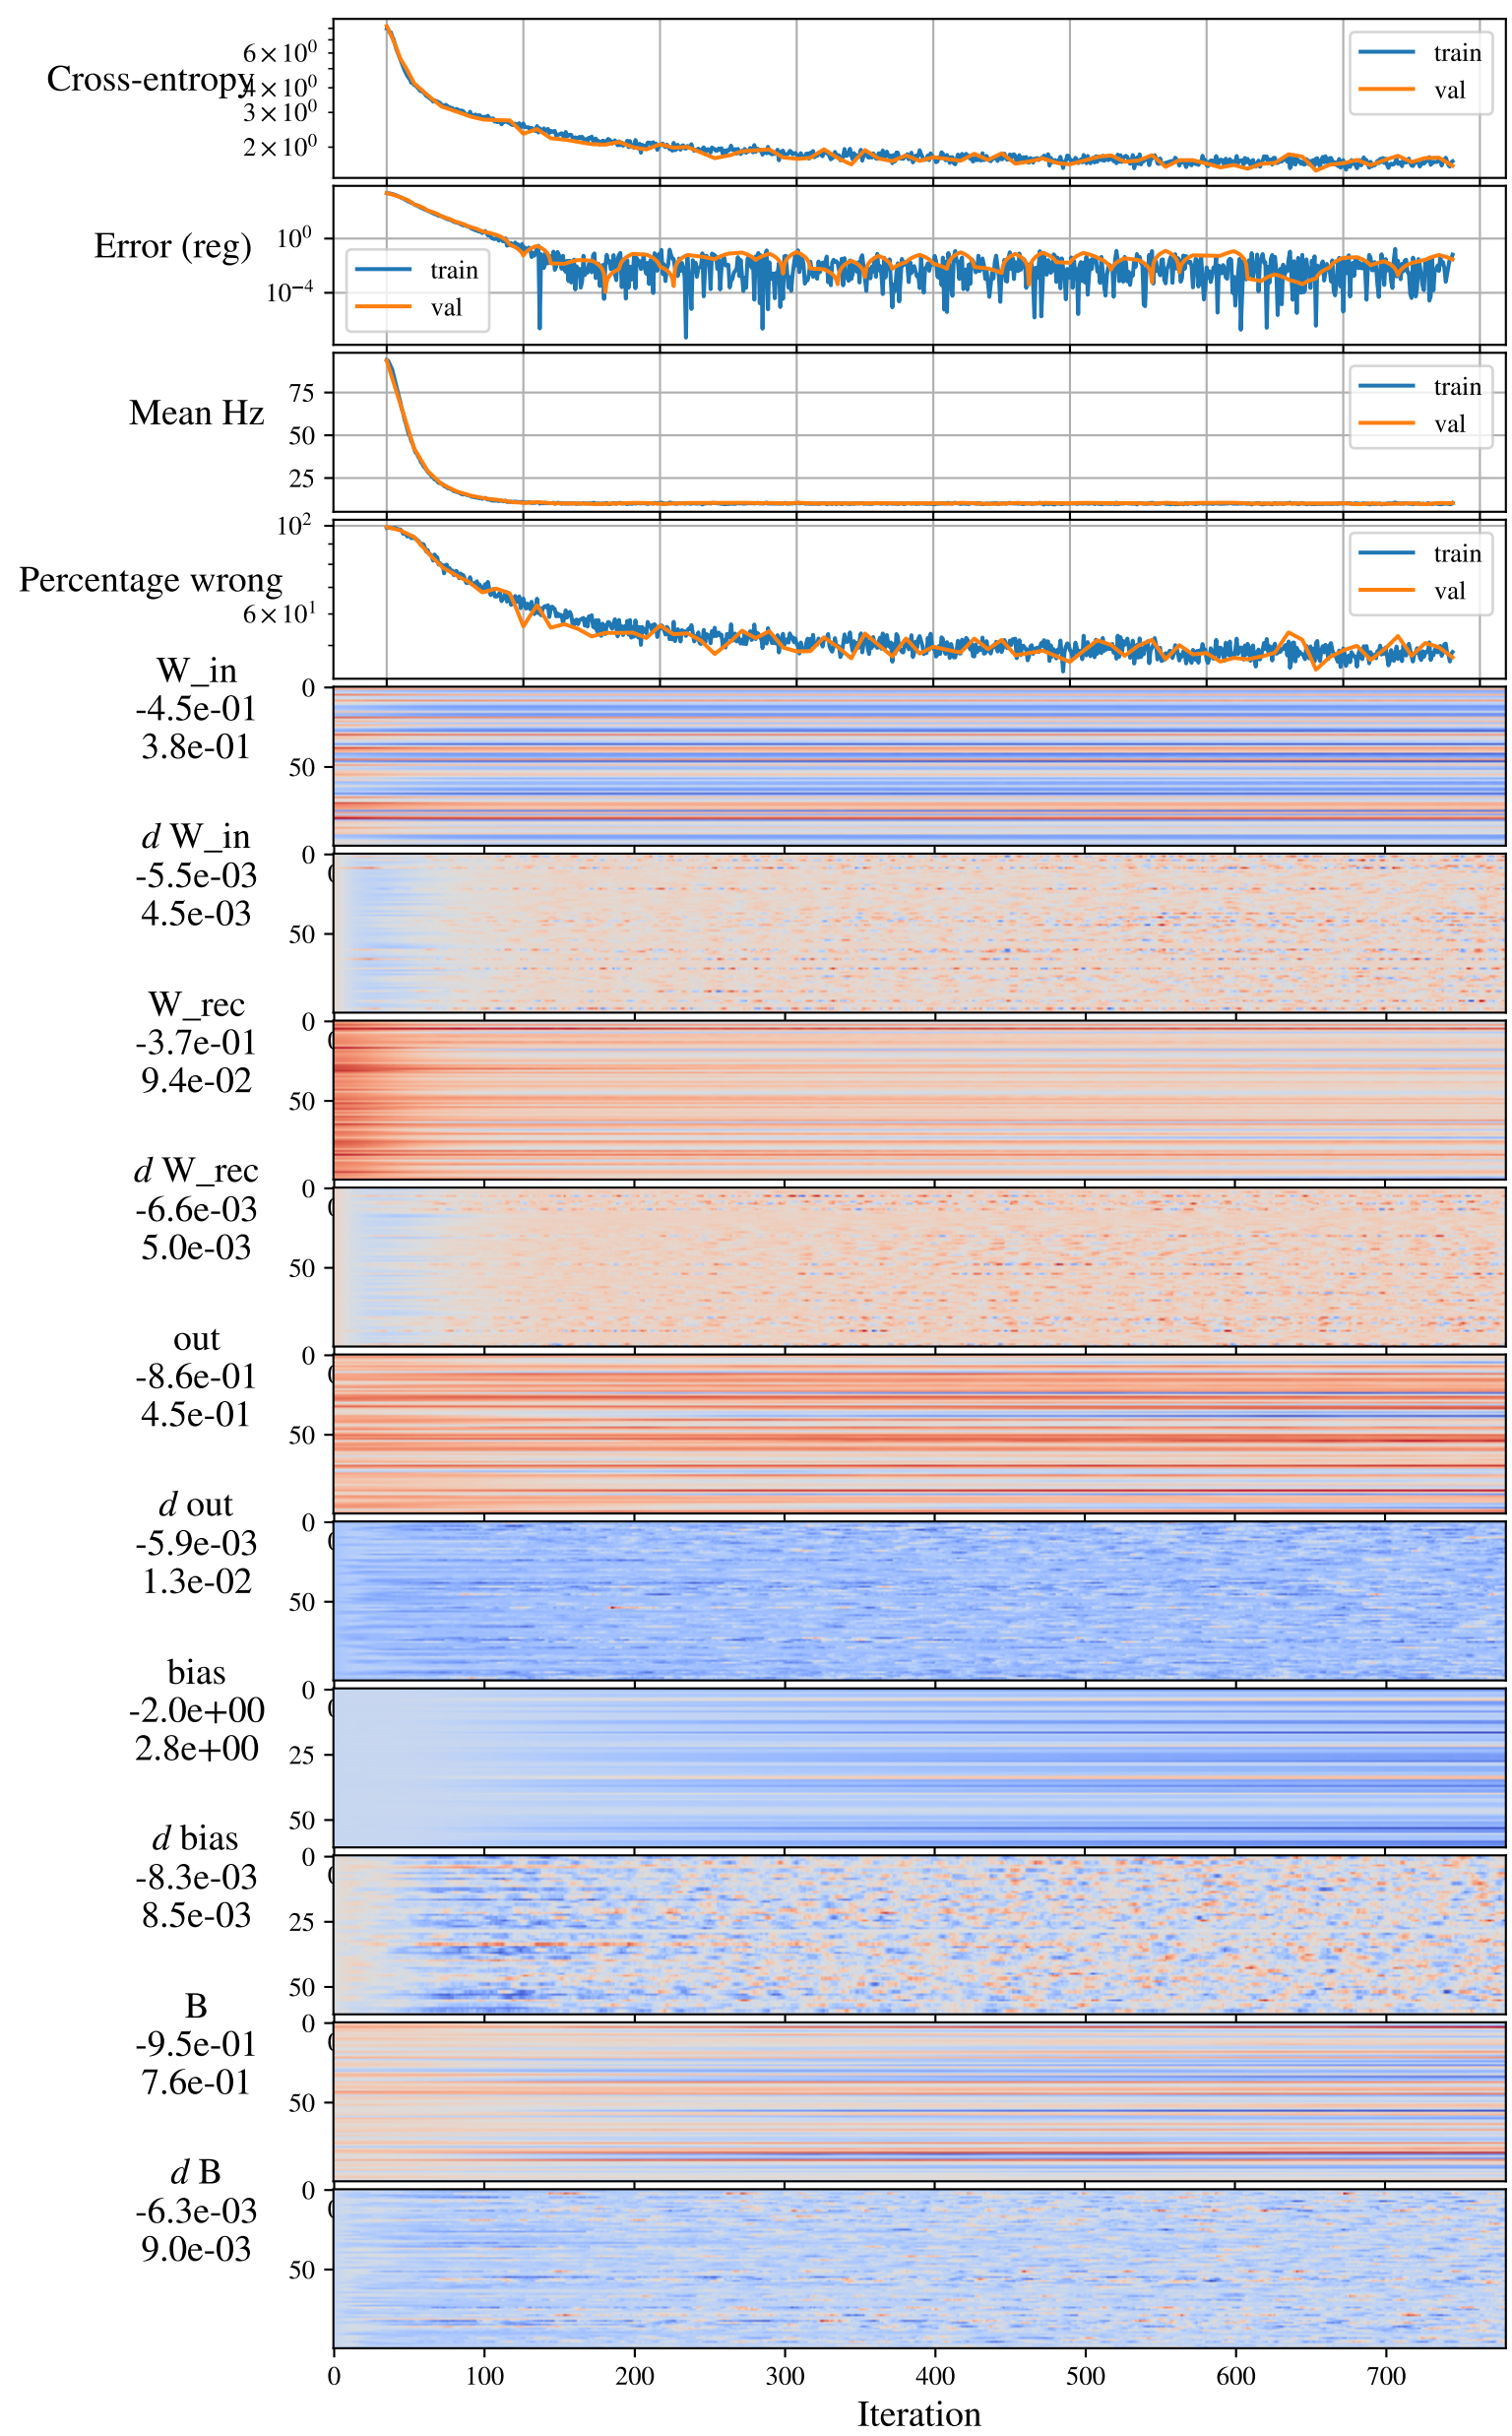 Cross-entropy
6×10⁰
4×10⁰
3×10⁰
2×10⁰
train
val
Error (reg)
10⁰
10⁻⁴
train
val
Mean Hz
75
50
25
train
val
Percentage wrong
10²
6×10¹
train
val
W_in
-4.5e-01
3.8e-01
0
50
d W_in
-5.5e-03
4.5e-03
0
50
W_rec
-3.7e-01
9.4e-02
0
50
d W_rec
-6.6e-03
5.0e-03
0
50
out
-8.6e-01
4.5e-01
0
50
d out
-5.9e-03
1.3e-02
0
50
bias
-2.0e+00
2.8e+00
0
25
50
d bias
-8.3e-03
8.5e-03
0
25
50
B
-9.5e-01
7.6e-01
0
50
d B
-6.3e-03
9.0e-03
0
50
0 100 200 300 400 500 600 700
Iteration